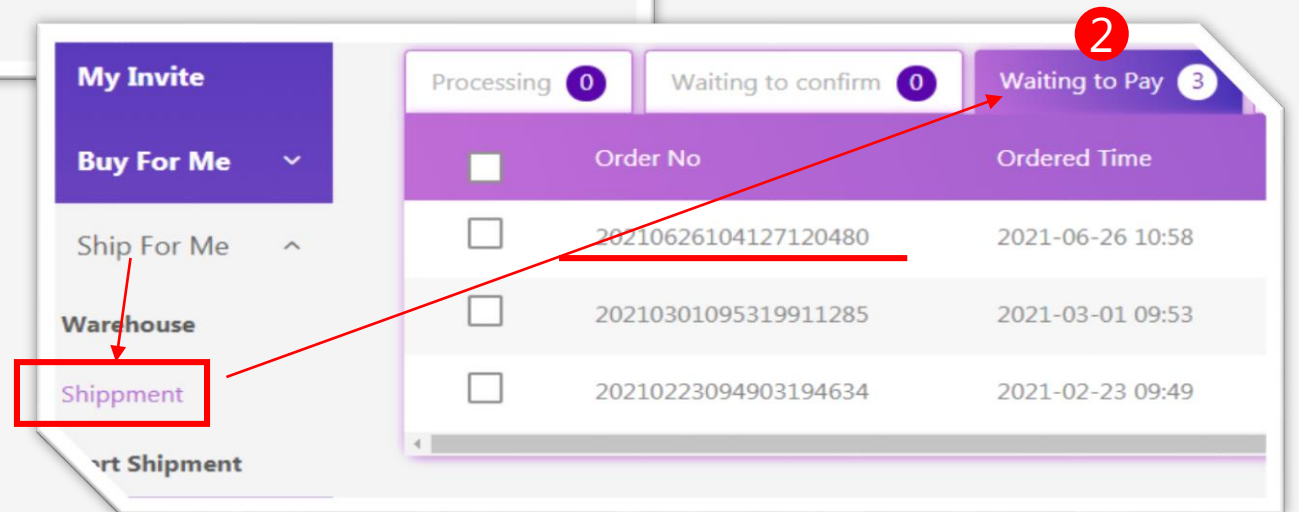 2
My Invite
Processing 0 Waiting to confirm 0 Waiting to Pay 3
Buy For Me
Order No Ordered Time
Ship For Me
20210626104127120480 2021-06-26 10:58
Warehouse
20210301095319911285 2021-03-01 09:53
Shippment
20210223094903194634 2021-02-23 09:49
Shipment